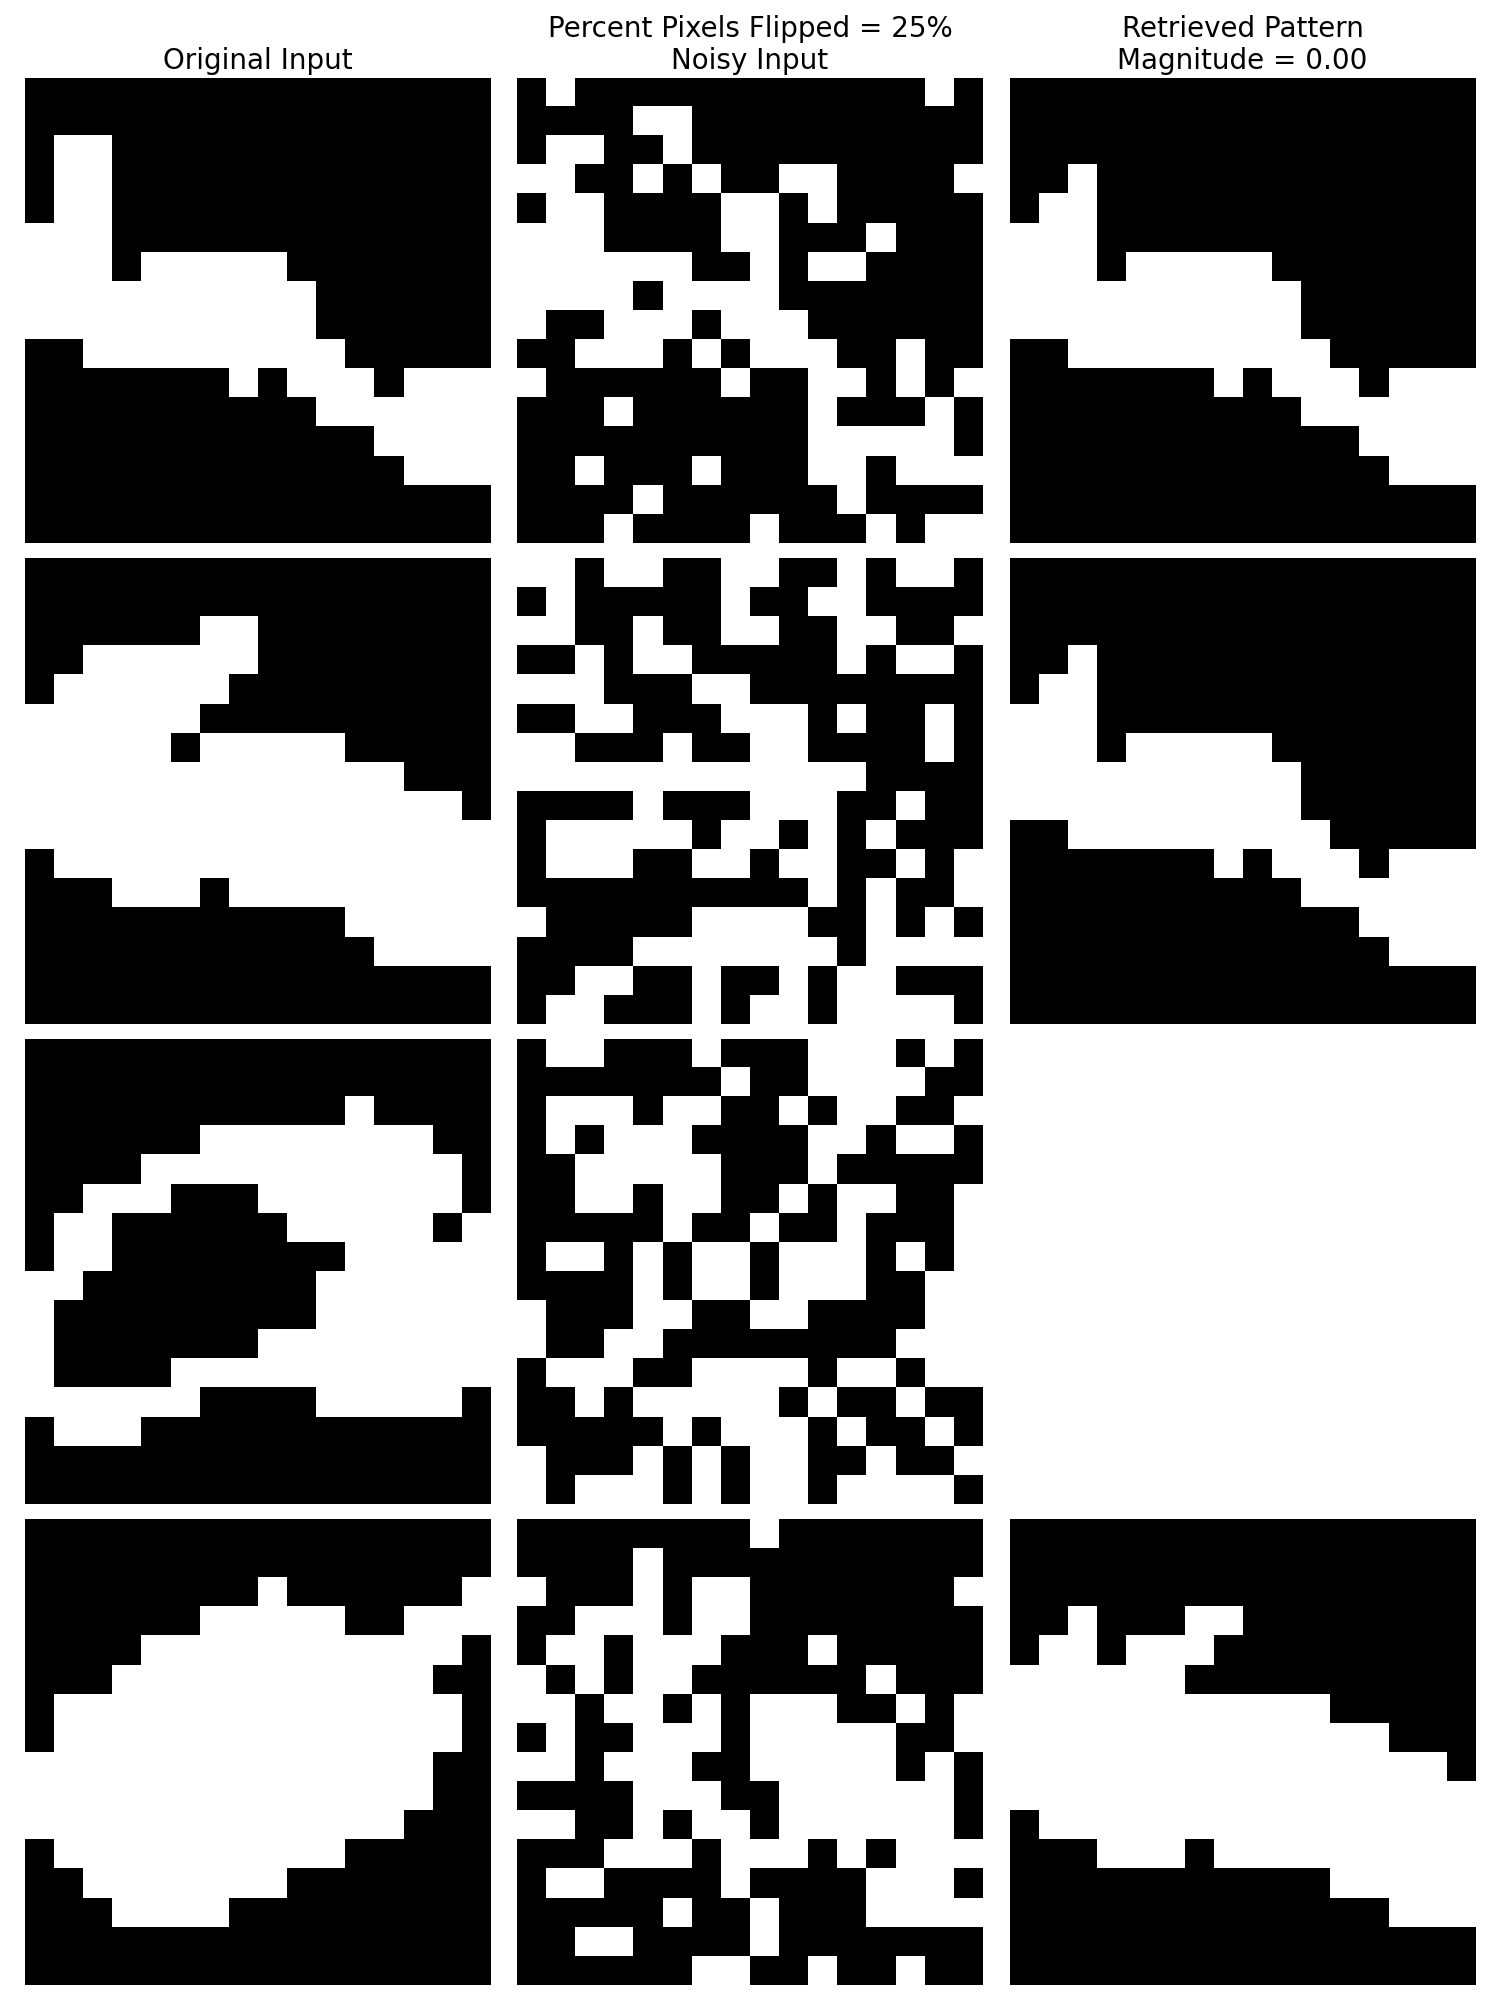 Original Input
Percent Pixels Flipped = 25%
Noisy Input
Retrieved Pattern
Magnitude = 0.00